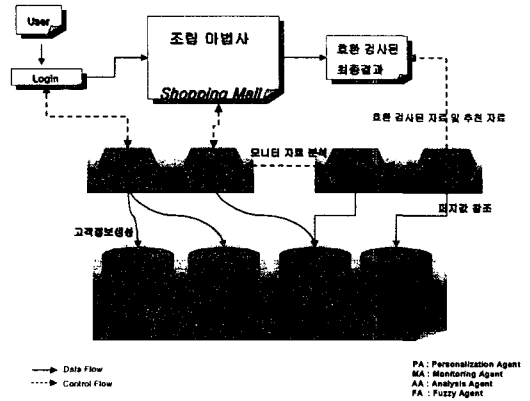 User
Login
조립 마법사
Shopping Mall
호환 검사된
최종결과
호환 검사된 자료 및 추천 자료
모니터 자료 분석
퍼지값 참조
고객정보생성
Data Flow
Control Flow
PA : Personalization Agent
MA : Monitoring Agent
AA : Analysis Agent
FA : Fuzzy Agent